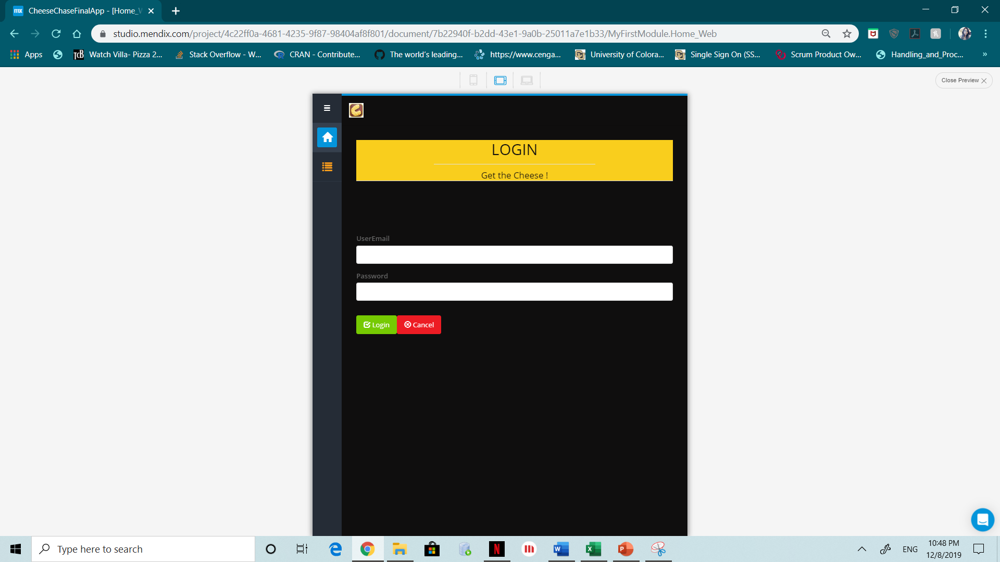 mx CheeseChaseFinalApp - [Home_W
studio.mendix.com/project/4c22ff0a-4681-4235-9f87-98404af8f801/document/7b22940f-b2dd-43e1-9a0b-25011a7e1b33/MyFirstModule.Home_Web
Apps
TCB Watch Villa- Pizza 2...
Stack Overflow - W...
CRAN - Contribute...
The world's leading...
https://www.cenga...
University of Colora...
Single Sign On (SS...
Scrum Product Ow...
Handling_and_Proc...
»
Close Preview
LOGIN
Get the Cheese !
UserEmail
Password
Login Cancel
Type here to search
ENG
10:48 PM
12/8/2019